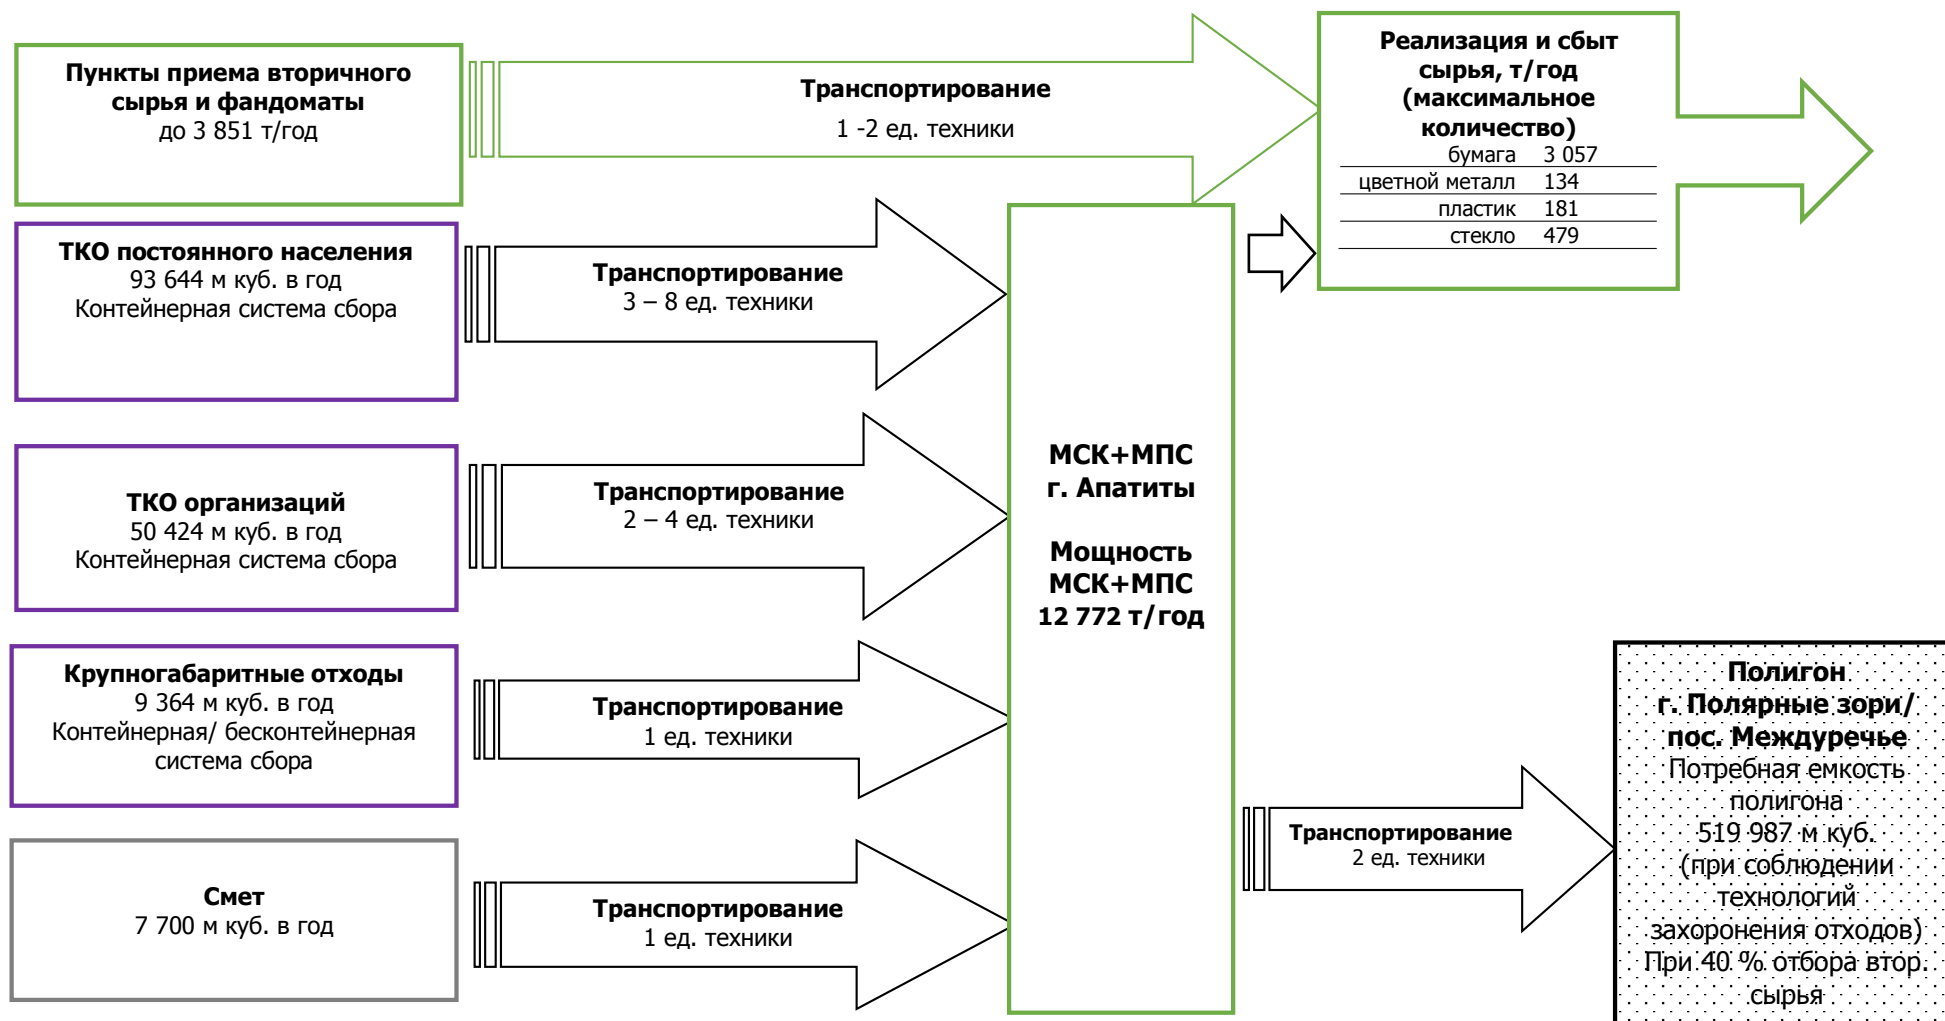 Пункты приема вторичного
сырья и фандоматы
до 3 851 т/год
Транспортирование
1 -2 ед. техники
Реализация и сбыт
сырья, т/год
(максимальное
количество)
бумага 3 057
цветной металл 134
пластик 181
стекло 479
ТКО постоянного населения
93 644 м куб. в год
Контейнерная система сбора
Транспортирование
3 – 8 ед. техники
ТКО организаций
50 424 м куб. в год
Контейнерная система сбора
Транспортирование
2 – 4 ед. техники
МСК+МПС
г. Апатиты
Мощность
МСК+МПС
12 772 т/год
Крупногабаритные отходы
9 364 м куб. в год
Контейнерная/ бесконтейнерная
система сбора
Транспортирование
1 ед. техники
Смет
7 700 м куб. в год
Транспортирование
1 ед. техники
Транспортирование
2 ед. техники
Полигон
г. Полярные зори/
пос. Междуречье
Потребная емкость
полигона
519 987 м куб.
(при соблюдении
технологий
захоронения отходов)
При 40 % отбора втор.
сырья